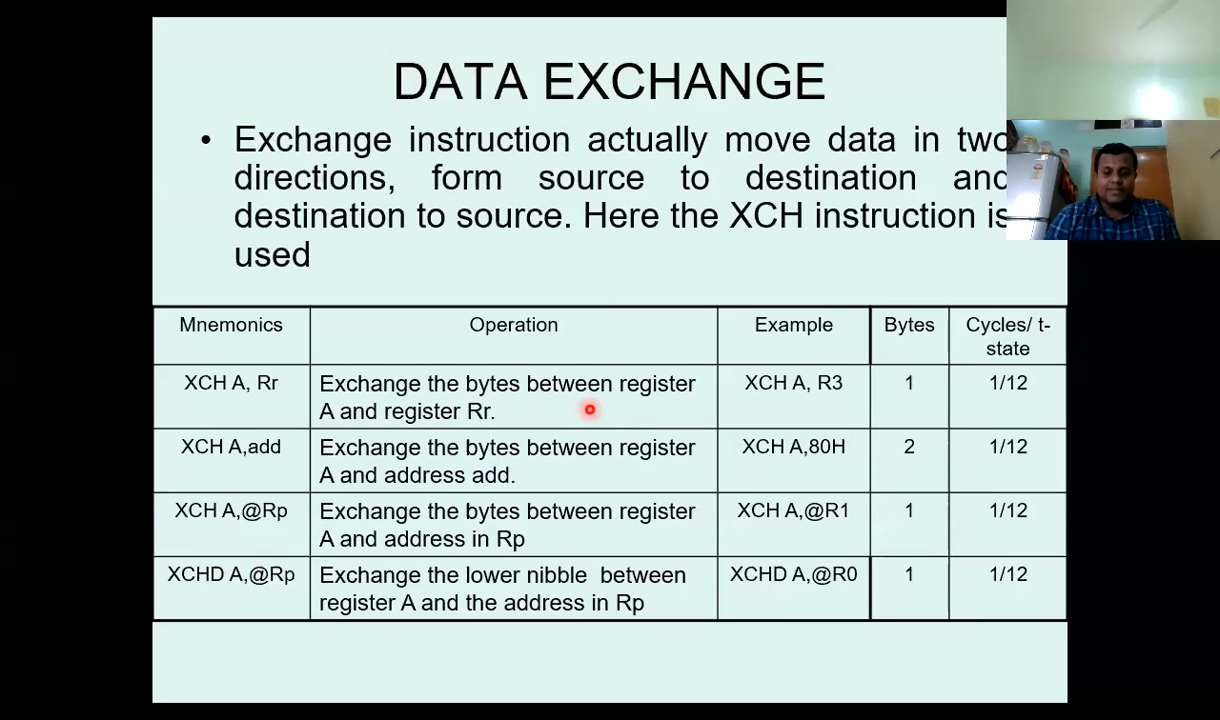 DATA EXCHANGE
• Exchange instruction actually move data in two
directions, form source to destination and
destination to source. Here the XCH instruction is
used
Mnemonics Operation Example Bytes Cycles/ t-
state
XCH A, Rr Exchange the bytes between register XCH A, R3 1 1/12
A and register Rr.
XCH A,add Exchange the bytes between register XCH A,80H 2 1/12
A and address add.
XCH A,@Rp Exchange the bytes between register XCH A,@R1 1 1/12
A and address in Rp
XCHD A,@Rp Exchange the lower nibble between XCHD A,@R0 1 1/12
register A and the address in Rp